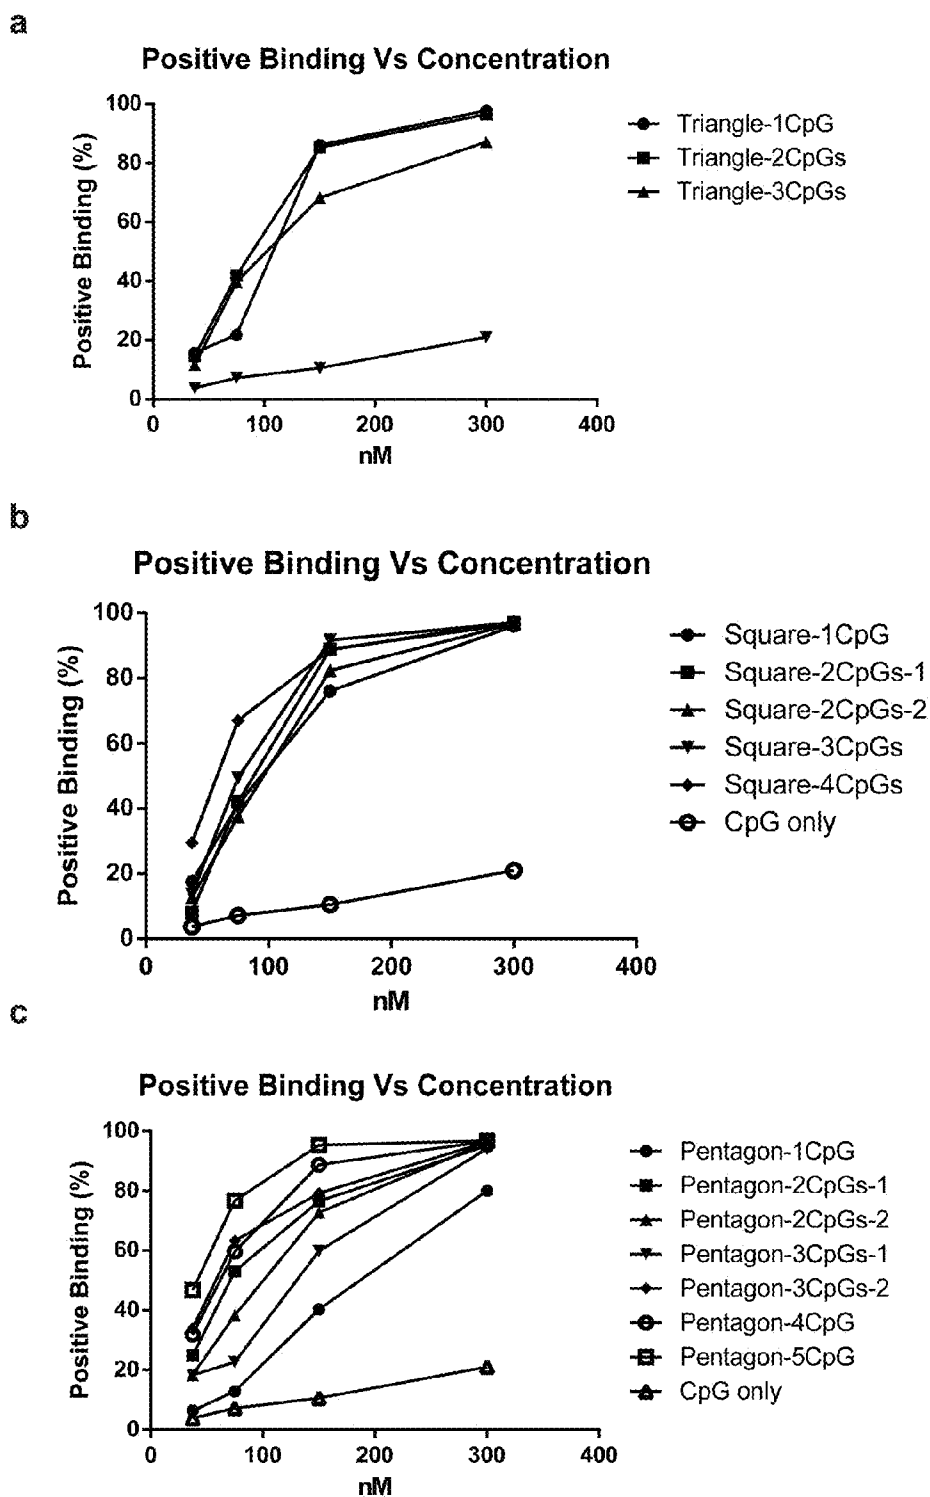 a
Positive Binding Vs Concentration
100
80
60
40
20
0
Positive Binding (%)
0 100 200 300 400
nM
Triangle-1CpG
Triangle-2CpGs
Triangle-3CpGs
b
Positive Binding Vs Concentration
100
80
60
40
20
0
Positive Binding (%)
0 100 200 300 400
nM
Square-1CpG
Square-2CpGs-1
Square-2CpGs-2
Square-3CpGs
Square-4CpGs
CpG only
c
Positive Binding Vs Concentration
100
80
60
40
20
0
Positive Binding (%)
0 100 200 300 400
nM
Pentagon-1CpG
Pentagon-2CpGs-1
Pentagon-2CpGs-2
Pentagon-3CpGs-1
Pentagon-3CpGs-2
Pentagon-4CpG
Pentagon-5CpG
CpG only